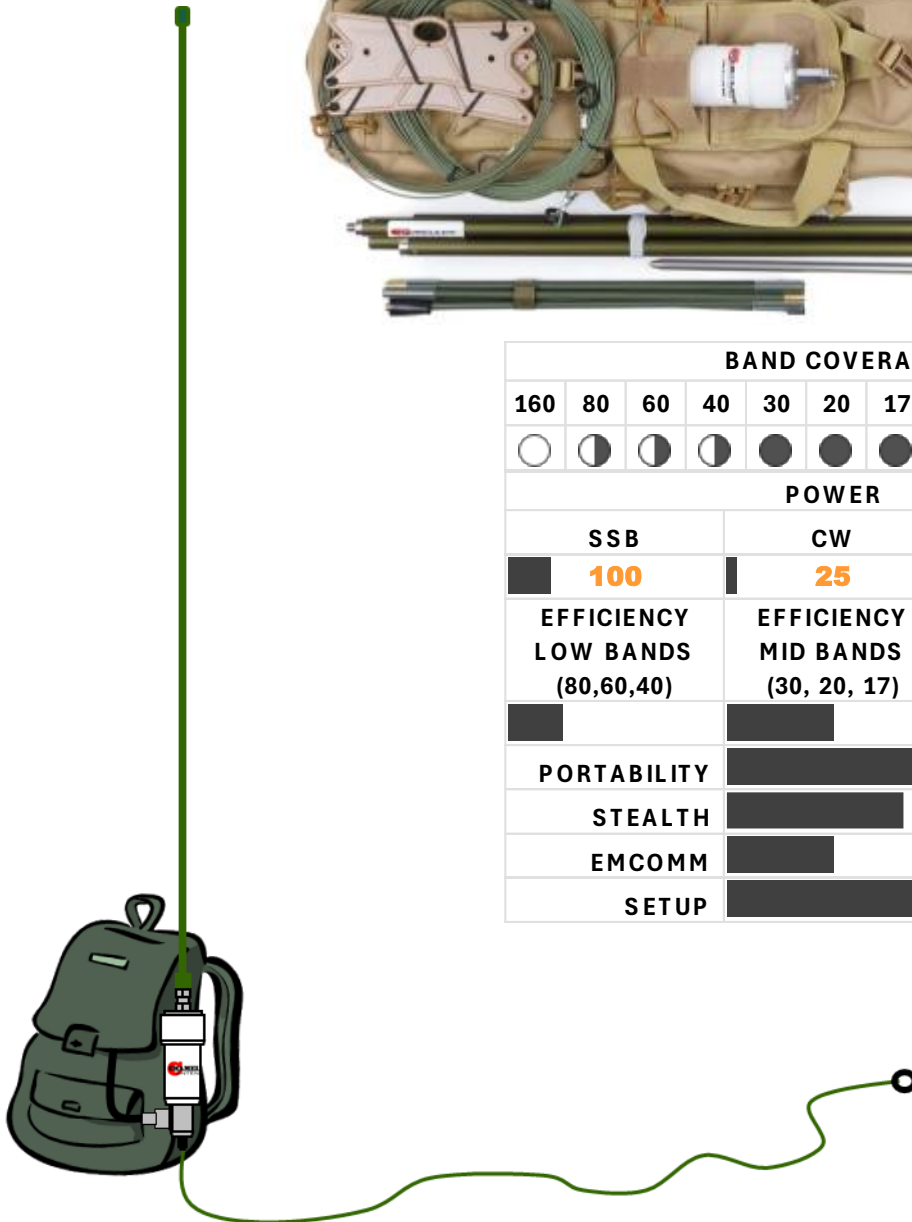 BAND COVERA
160 80 60 40 30 20 17
POWER
SSB CW
100 25
EFFICIENCY
LOW BANDS
(80,60,40)
EFFICIENCY
MID BANDS
(30, 20, 17)
PORTABILITY
STEALTH
EMCOMM
SETUP